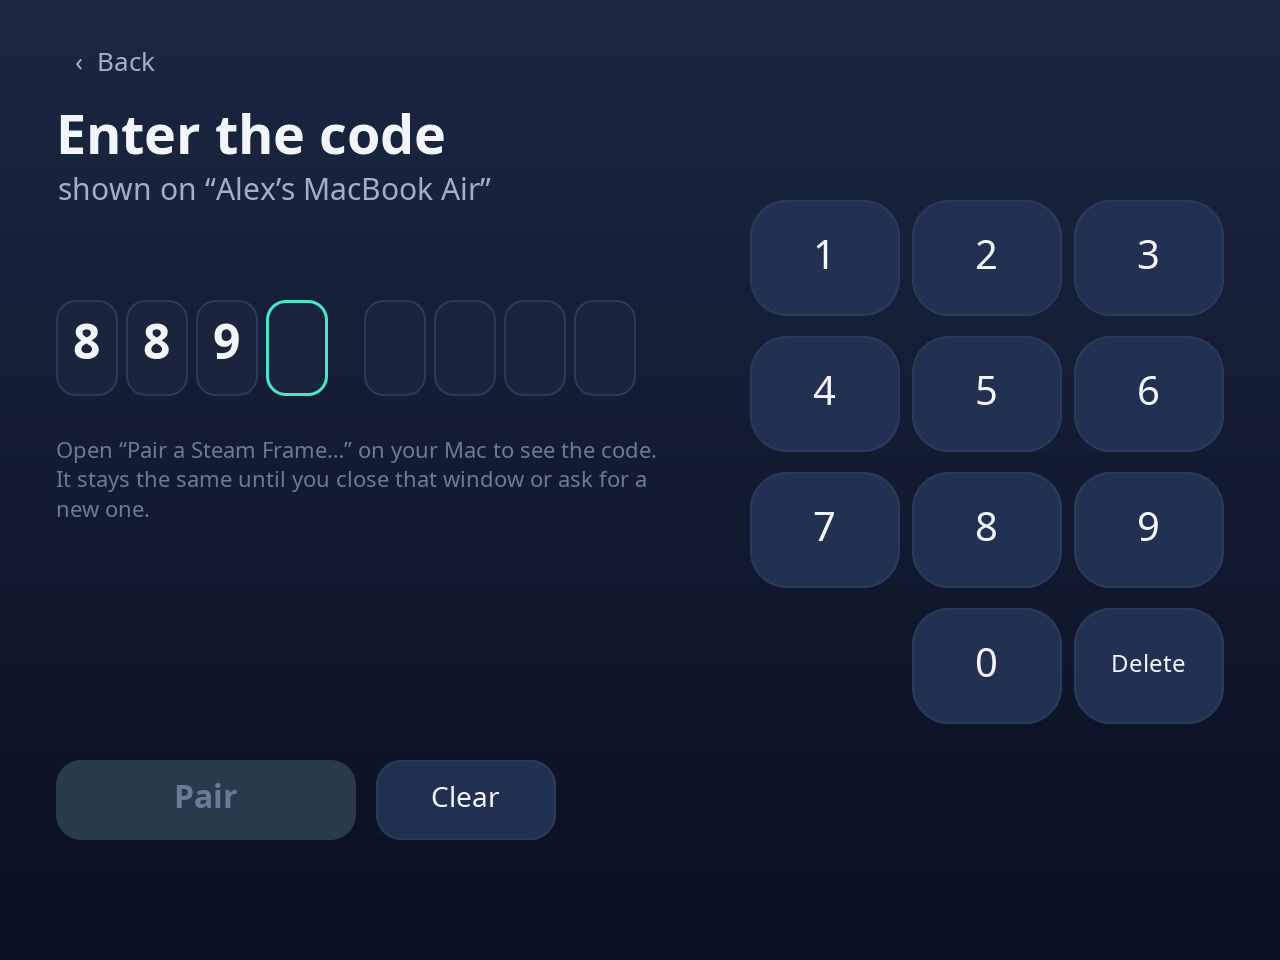 ‹ Back
Enter the code
shown on “Alex’s MacBook Air”
8 8 9
Open “Pair a Steam Frame…” on your Mac to see the code.
It stays the same until you close that window or ask for a
new one.
1 2 3
4 5 6
7 8 9
0 Delete
Pair Clear